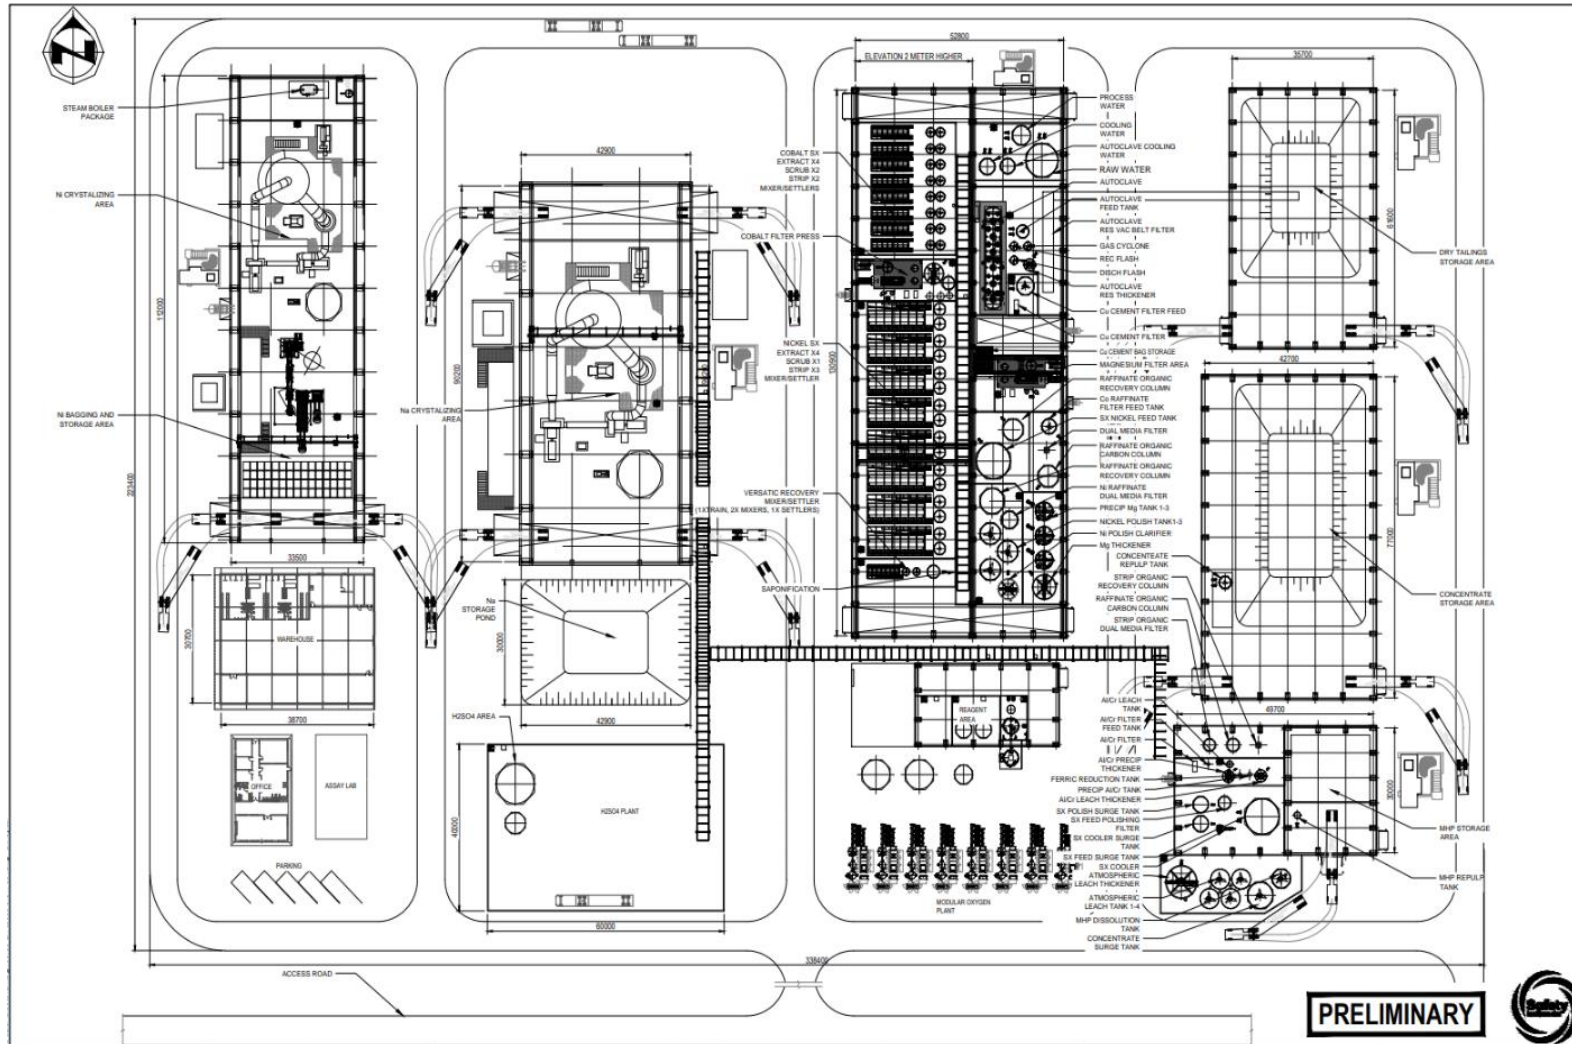 N
STEAM BOILER
PACKAGE
Ni CRYSTALIZING
AREA
Ni BAGGING AND
STORAGE AREA
112000
223400
33500
30700
WAREHOUSE
38700
OFFICE
ASSAY LAB
PARKING
ACCESS ROAD
42900
90200
Na CRYSTALIZING
AREA
Na
STORAGE
POND
30000
42900
H2SO4 AREA
H2SO4 PLANT
40000
60000
338400
52800
ELEVATION 2 METER HIGHER
130900
COBALT SX
EXTRACT X4
SCRUB X2
STRIP X2
MIXER/SETTLERS
COBALT FILTER PRESS
NICKEL SX
EXTRACT X4
SCRUB X1
STRIP X3
MIXER/SETTLER
VERSATIC RECOVERY
MIXER/SETTLER
(1XTRAIN, 2X MIXERS, 1X SETTLERS)
SAPONIFICATION
REAGENT
AREA
MODULAR OXYGEN
PLANT
PROCESS
WATER
COOLING
WATER
AUTOCLAVE COOLING
WATER
RAW WATER
AUTOCLAVE
AUTOCLAVE
FEED TANK
AUTOCLAVE
RES VAC BELT FILTER
GAS CYCLONE
REC FLASH
DISCH FLASH
AUTOCLAVE
RES THICKENER
Cu CEMENT FILTER FEED
Cu CEMENT FILTER
Cu CEMENT BAG STORAGE
MAGNESIUM FILTER AREA
RAFFINATE ORGANIC
RECOVERY COLUMN
Co RAFFINATE
FILTER FEED TANK
SX NICKEL FEED TANK
DUAL MEDIA FILTER
RAFFINATE ORGANIC
CARBON COLUMN
RAFFINATE ORGANIC
RECOVERY COLUMN
Ni RAFFINATE
DUAL MEDIA FILTER
PRECIP Mg TANK 1-3
NICKEL POLISH TANK1-3
Ni POLISH CLARIFIER
Mg THICKENER
CONCENTEATE
REPULP TANK
STRIP ORGANIC
RECOVERY COLUMN
RAFFINATE ORGANIC
CARBON COLUMN
STRIP ORGANIC
DUAL MEDIA FILTER
Al/Cr LEACH
TANK
Al/Cr FILTER
FEED TANK
Al/Cr FILTER
Al/Cr PRECIP
THICKENER
FERRIC REDUCTION TANK
PRECIP Al/Cr TANK
Al/Cr LEACH THICKENER
SX POLISH SURGE TANK
SX FEED POLISHING
FILTER
SX COOLER SURGE
TANK
SX FEED SURGE TANK
SX COOLER
ATMOSPHERIC
LEACH THICKENER
ATMOSPHERIC
LEACH TANK 1-4
MHP DISSOLUTION
TANK
CONCENTRATE
SURGE TANK
35700
61600
DRY TAILINGS
STORAGE AREA
42700
77000
CONCENTRATE
STORAGE AREA
49700
30000
MHP STORAGE
AREA
MHP REPULP
TANK
PRELIMINARY
Safety